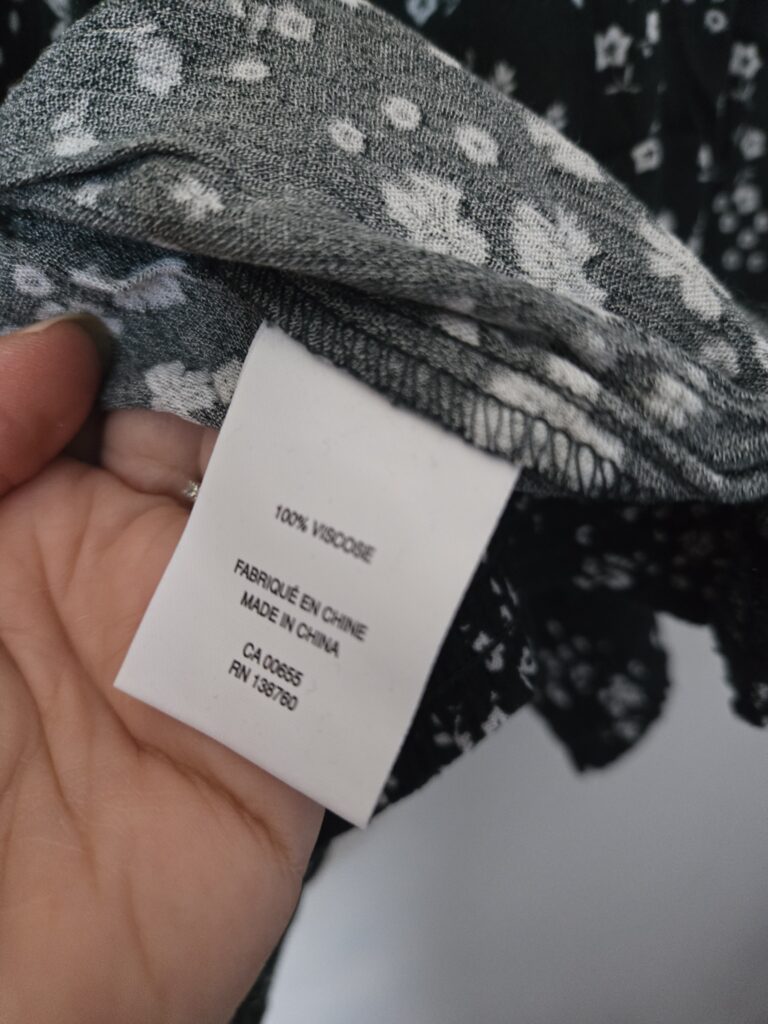 100% VISCOSE
FABRIQUÉ EN CHINE
MADE IN CHINA
CA 00655
RN 138760